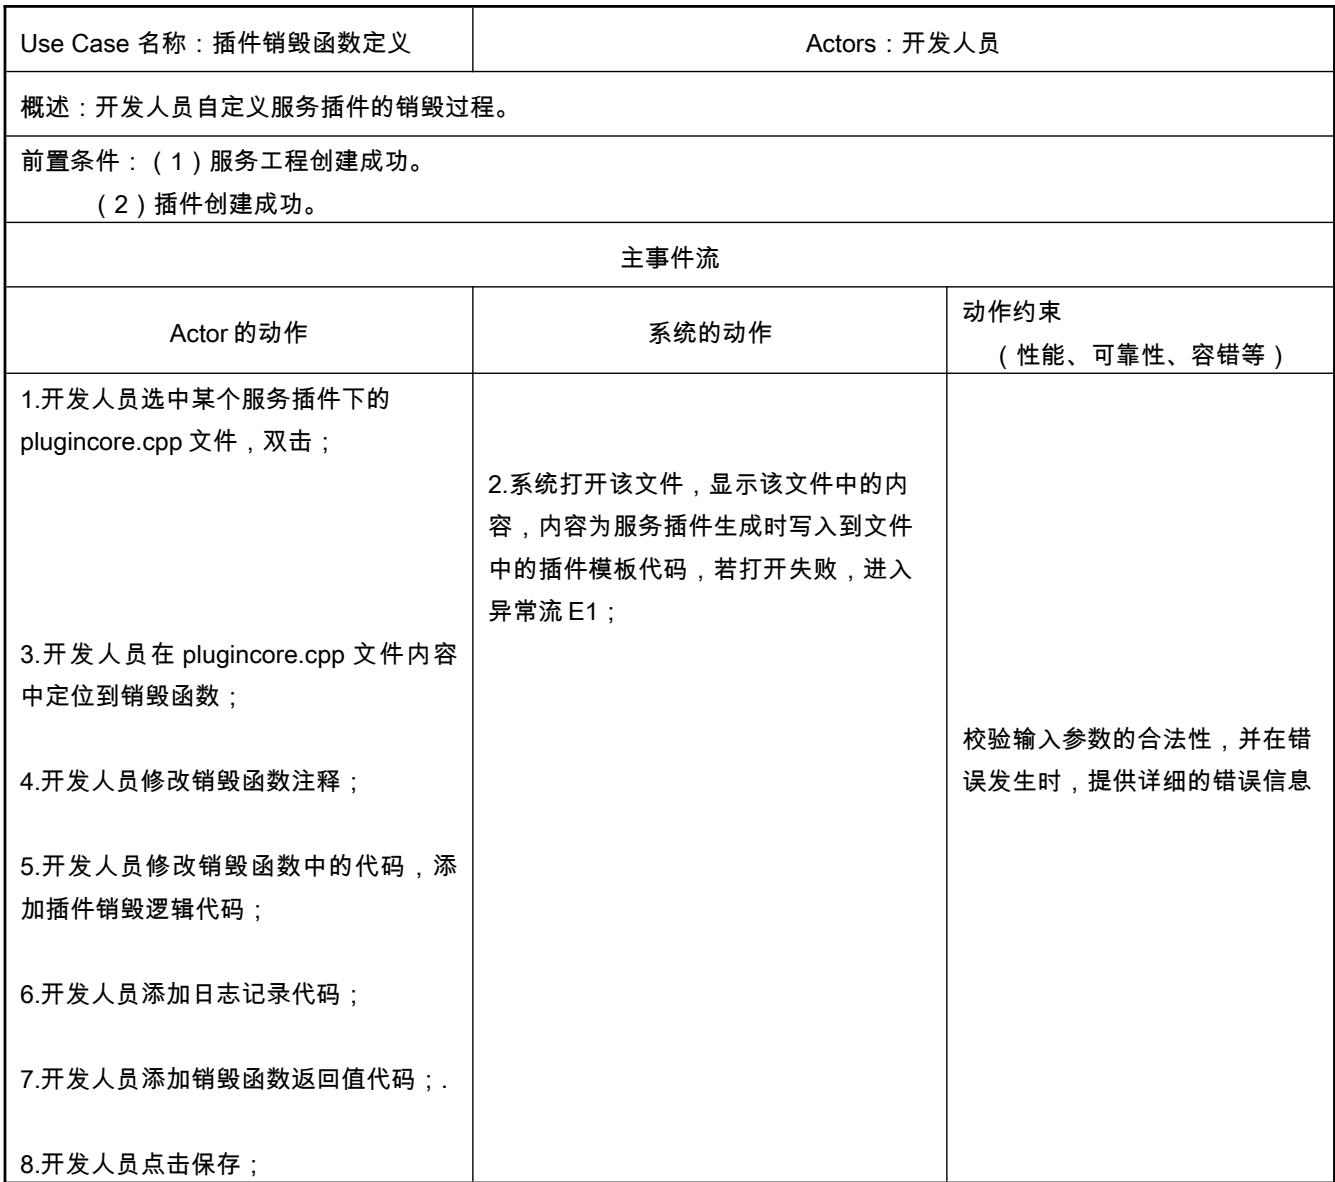 Use Case 名称：插件销毁函数定义
Actors：开发人员
概述：开发人员自定义服务插件的销毁过程。
前置条件：（1）服务工程创建成功。
（2）插件创建成功。
主事件流
Actor 的动作
系统的动作
动作约束
（性能、可靠性、容错等）
1.开发人员选中某个服务插件下的
plugincore.cpp 文件，双击；
2.系统打开该文件，显示该文件中的内
容，内容为服务插件生成时写入到文件
中的插件模板代码，若打开失败，进入
异常流 E1；
3.开发人员在 plugincore.cpp 文件内容
中定位到销毁函数；
4.开发人员修改销毁函数注释；
5.开发人员修改销毁函数中的代码，添
加插件销毁逻辑代码；
6.开发人员添加日志记录代码；
7.开发人员添加销毁函数返回值代码；.
8.开发人员点击保存；
校验输入参数的合法性，并在错
误发生时，提供详细的错误信息